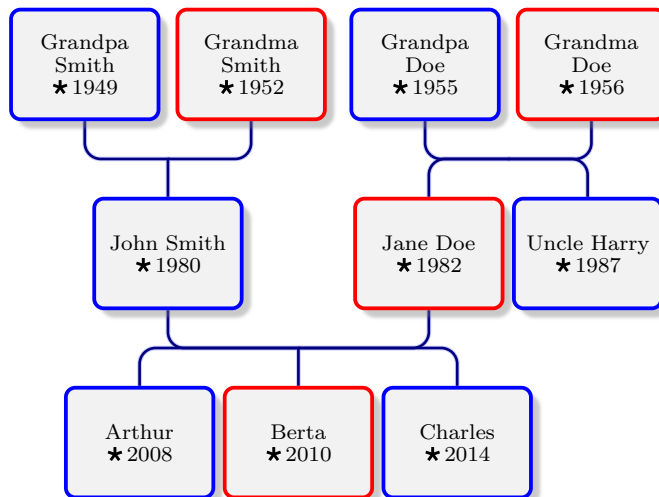 Grandpa
Smith
★ 1949
Grandma
Smith
★ 1952
Grandpa
Doe
★ 1955
Grandma
Doe
★ 1956
John Smith
★ 1980
Jane Doe
★ 1982
Uncle Harry
★ 1987
Arthur
★ 2008
Berta
★ 2010
Charles
★ 2014